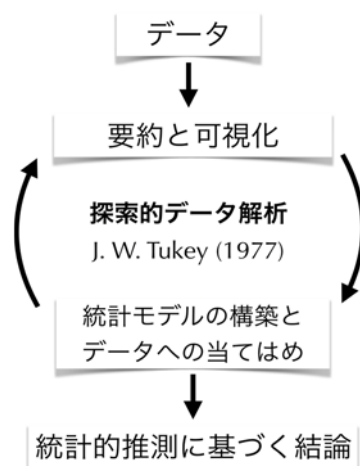 データ
要約と可視化
探索的データ解析
J. W. Tukey (1977)
統計モデルの構築と
データへの当てはめ
統計的推測に基づく結論